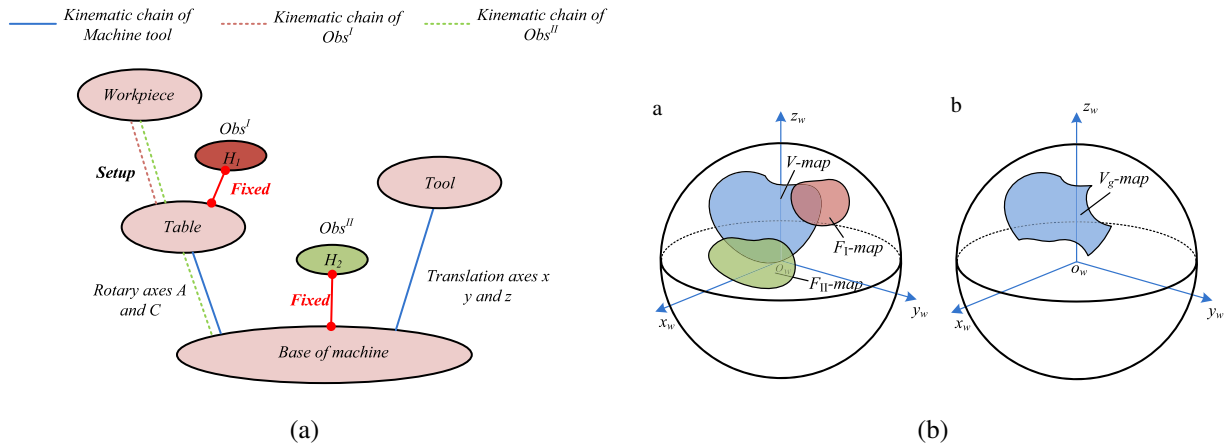 Kinematic chain of
Machine tool
Kinematic chain of
Obs^I
Kinematic chain of
Obs^II
Workpiece
Obs^I
H_1
Setup
Fixed
Tool
Table
Obs^II
H_2
Rotary axes A
and C
Fixed
Translation axes x
y and z
Base of machine
(a)
a
z_w
V-map
F_I-map
o_w
F_II-map
x_w
y_w
b
z_w
V_g-map
o_w
x_w
y_w
(b)